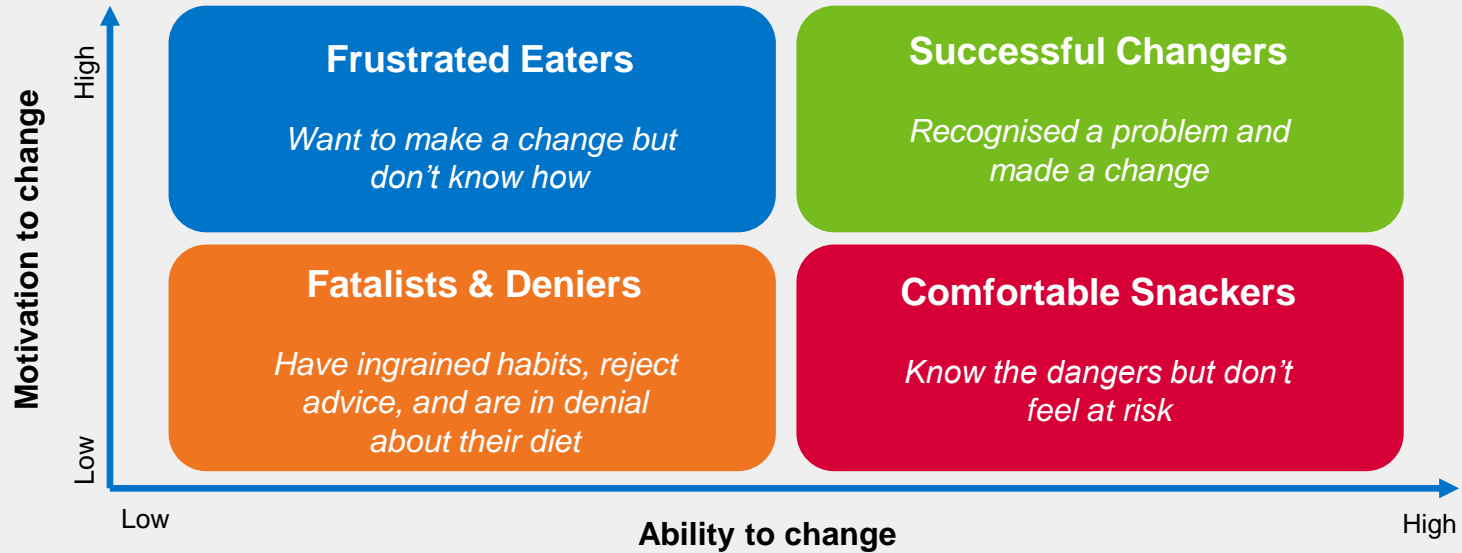 Motivation to change
High
Low
Frustrated Eaters
Want to make a change but
don't know how
Successful Changers
Recognised a problem and
made a change
Fatalists & Deniers
Have ingrained habits, reject
advice, and are in denial
about their diet
Comfortable Snackers
Know the dangers but don't
feel at risk
Low
Ability to change
High